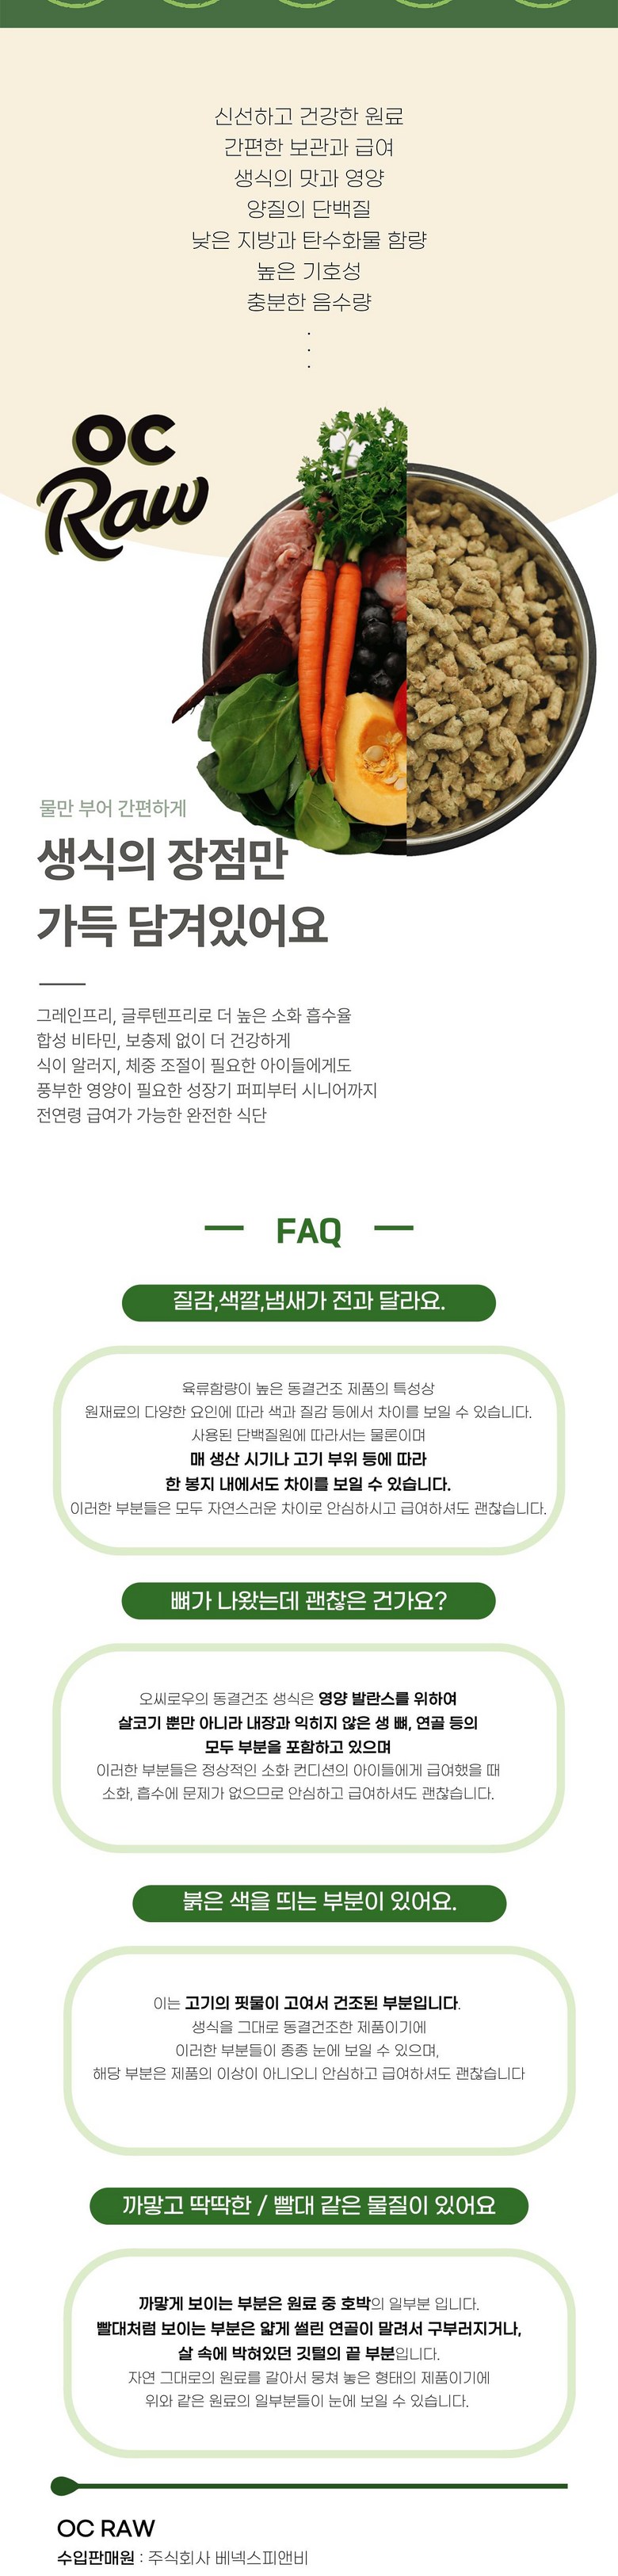 신선하고 건강한 원료
간편한 보관과 급여
생식의 맛과 영양
양질의 단백질
낮은 지방과 탄수화물 함량
높은 기호성
충분한 음수량
.
.
.
OC
Raw
물만 부어 간편하게
생식의 장점만
가득 담겨있어요
그레인프리, 글루텐프리로 더 높은 소화 흡수율
합성 비타민, 보충제 없이 더 건강하게
식이 알러지, 체중 조절이 필요한 아이들에게도
풍부한 영양이 필요한 성장기 퍼피부터 시니어까지
전연령 급여가 가능한 완전한 식단
FAQ
질감,색깔,냄새가 전과 달라요.
육류함량이 높은 동결건조 제품의 특성상
원재료의 다양한 요인에 따라 색과 질감 등에서 차이를 보일 수 있습니다.
사용된 단백질원에 따라서는 물론이며
매 생산 시기나 고기 부위 등에 따라
한 봉지 내에서도 차이를 보일 수 있습니다.
이러한 부분들은 모두 자연스러운 차이로 안심하시고 급여하셔도 괜찮습니다.
뼈가 나왔는데 괜찮은 건가요?
오씨로우의 동결건조 생식은 영양 발란스를 위하여
살코기 뿐만 아니라 내장과 익히지 않은 생 뼈, 연골 등의
모두 부분을 포함하고 있으며
이러한 부분들은 정상적인 소화 컨디션의 아이들에게 급여했을 때
소화, 흡수에 문제가 없으므로 안심하고 급여하셔도 괜찮습니다.
붉은 색을 띄는 부분이 있어요.
이는 고기의 핏물이 고여서 건조된 부분입니다.
생식을 그대로 동결건조한 제품이기에
이러한 부분들이 종종 눈에 보일 수 있으며,
해당 부분은 제품의 이상이 아니오니 안심하고 급여하셔도 괜찮습니다
까맣고 딱딱한 / 빨대 같은 물질이 있어요
까맣게 보이는 부분은 원료 중 호박의 일부분 입니다.
빨대처럼 보이는 부분은 얇게 썰린 연골이 말려서 구부러지거나,
살 속에 박혀있던 깃털의 끝 부분입니다.
자연 그대로의 원료를 갈아서 뭉쳐 놓은 형태의 제품이기에
위와 같은 원료의 일부분들이 눈에 보일 수 있습니다.
OC RAW
수입판매원 : 주식회사 베넥스피앤비